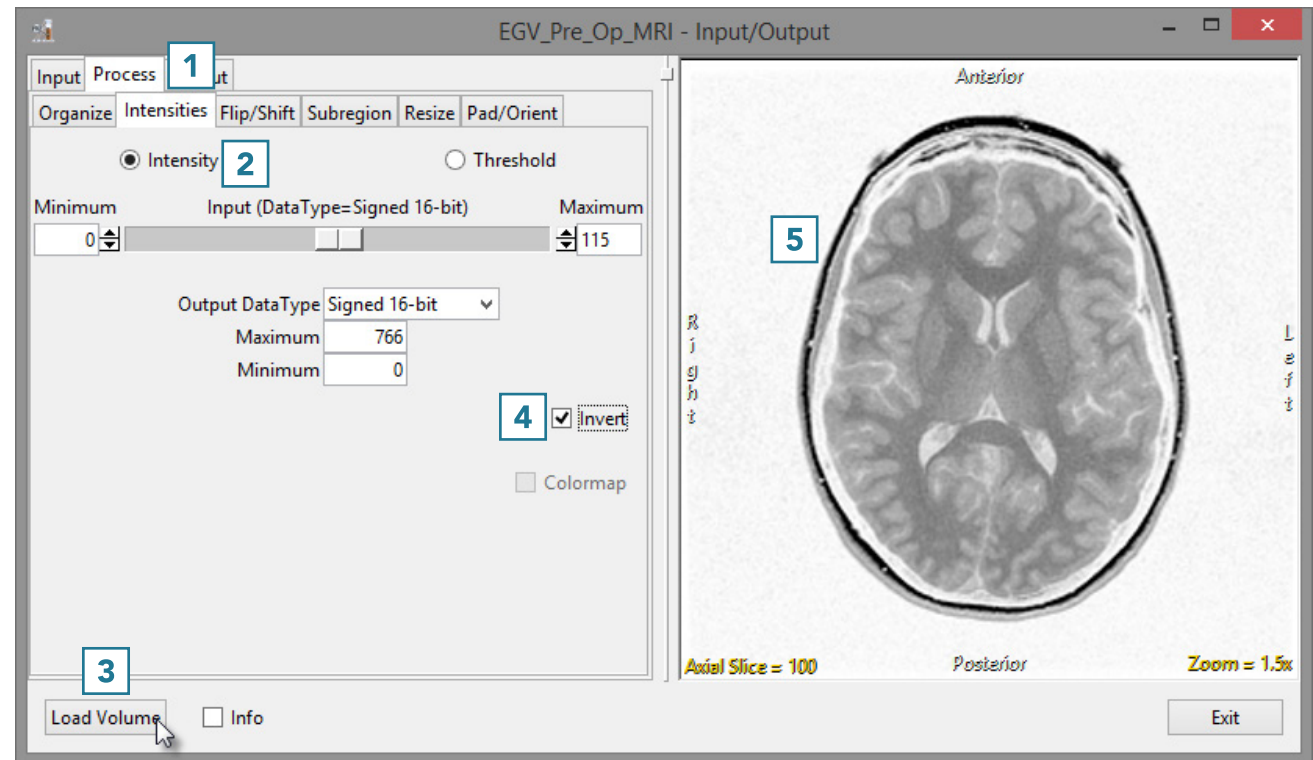 EGV_Pre_Op_MRI - Input/Output
1
Input Process ut
Organize Intensities Flip/Shift Subregion Resize Pad/Orient
Intensity 2 Threshold
Minimum Input (DataType=Signed 16-bit) Maximum
0 115
Output DataType Signed 16-bit
Maximum 766
Minimum 0
4 Invert
Colormap
3
Load Volume Info
Anterior
5
Right
Left
Axial Slice = 100 Posterior Zoom = 1.5x
Exit